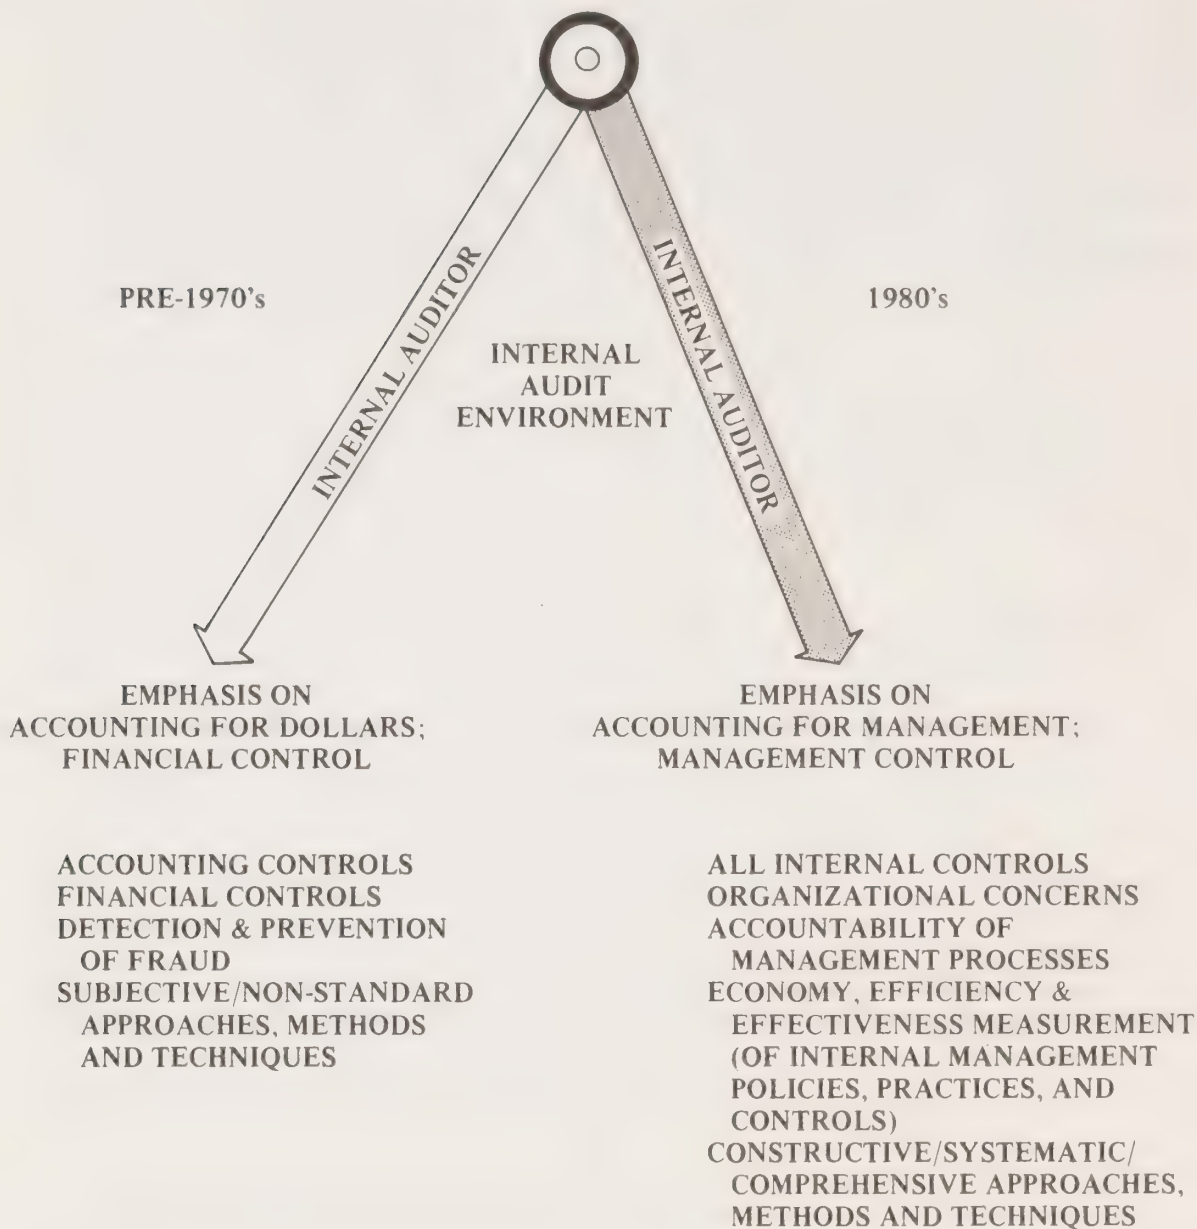 PRE-1970's
INTERNAL AUDITOR
INTERNAL
AUDIT
ENVIRONMENT
INTERNAL AUDITOR
1980's
EMPHASIS ON
ACCOUNTING FOR DOLLARS;
FINANCIAL CONTROL
ACCOUNTING CONTROLS
FINANCIAL CONTROLS
DETECTION & PREVENTION
OF FRAUD
SUBJECTIVE/NON-STANDARD
APPROACHES, METHODS
AND TECHNIQUES
EMPHASIS ON
ACCOUNTING FOR MANAGEMENT;
MANAGEMENT CONTROL
ALL INTERNAL CONTROLS
ORGANIZATIONAL CONCERNS
ACCOUNTABILITY OF
MANAGEMENT PROCESSES
ECONOMY, EFFICIENCY &
EFFECTIVENESS MEASUREMENT
(OF INTERNAL MANAGEMENT
POLICIES, PRACTICES, AND
CONTROLS)
CONSTRUCTIVE/SYSTEMATIC/
COMPREHENSIVE APPROACHES,
METHODS AND TECHNIQUES